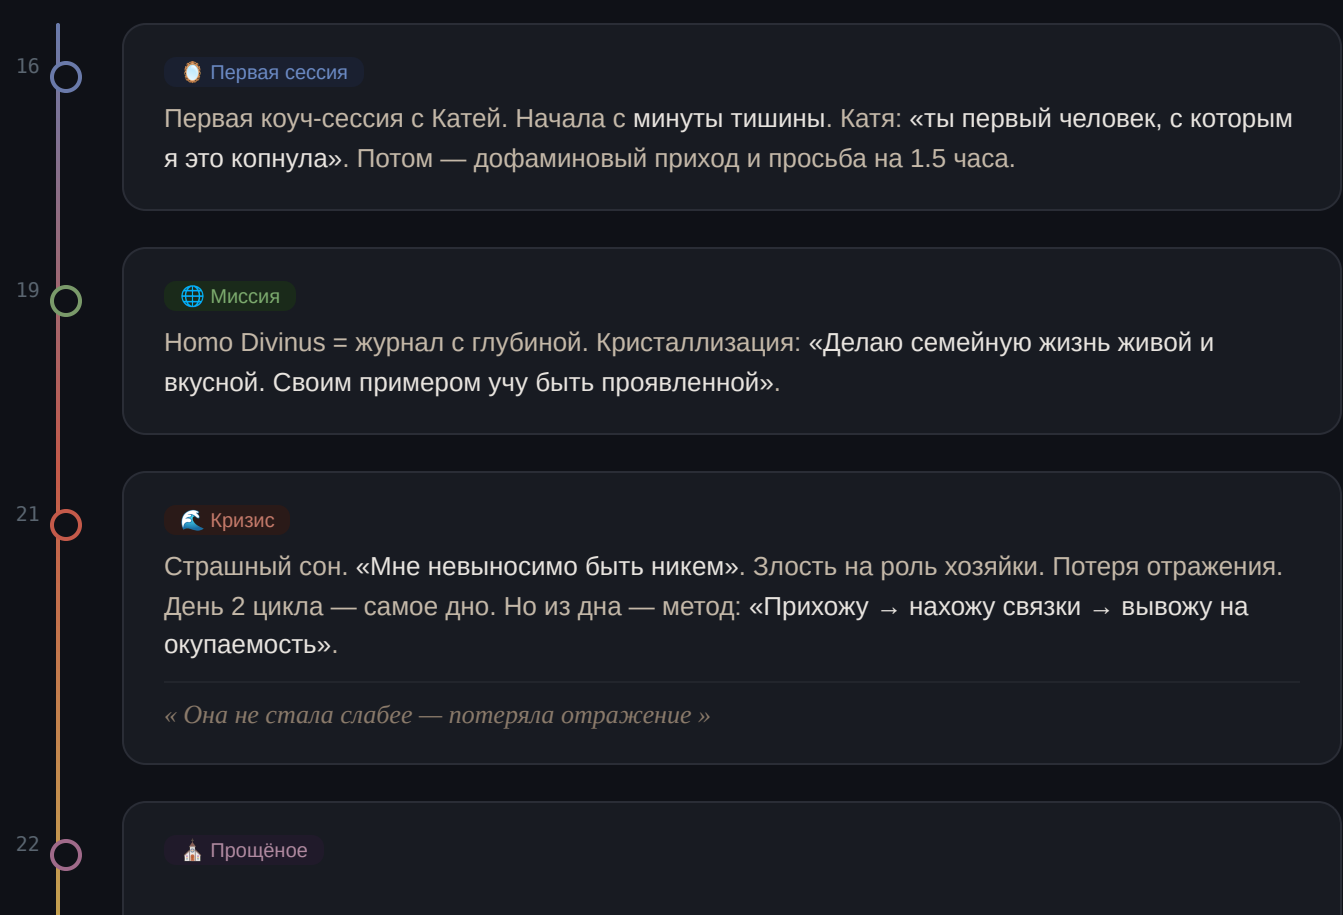 16
Первая сессия
Первая коуч-сессия с Катей. Начала с минуты тишины. Катя: «ты первый человек, с которым
я это копнула». Потом — дофаминовый приход и просьба на 1.5 часа.
19
Миссия
Homo Divinus = журнал с глубиной. Кристаллизация: «Делаю семейную жизнь живой и
вкусной. Своим примером учу быть проявленной».
21
Кризис
Страшный сон. «Мне невыносимо быть никем». Злость на роль хозяйки. Потеря отражения.
День 2 цикла — самое дно. Но из дна — метод: «Прихожу → нахожу связки → вывожу на
окупаемость».
« Она не стала слабее — потеряла отражение »
22
Прощёное